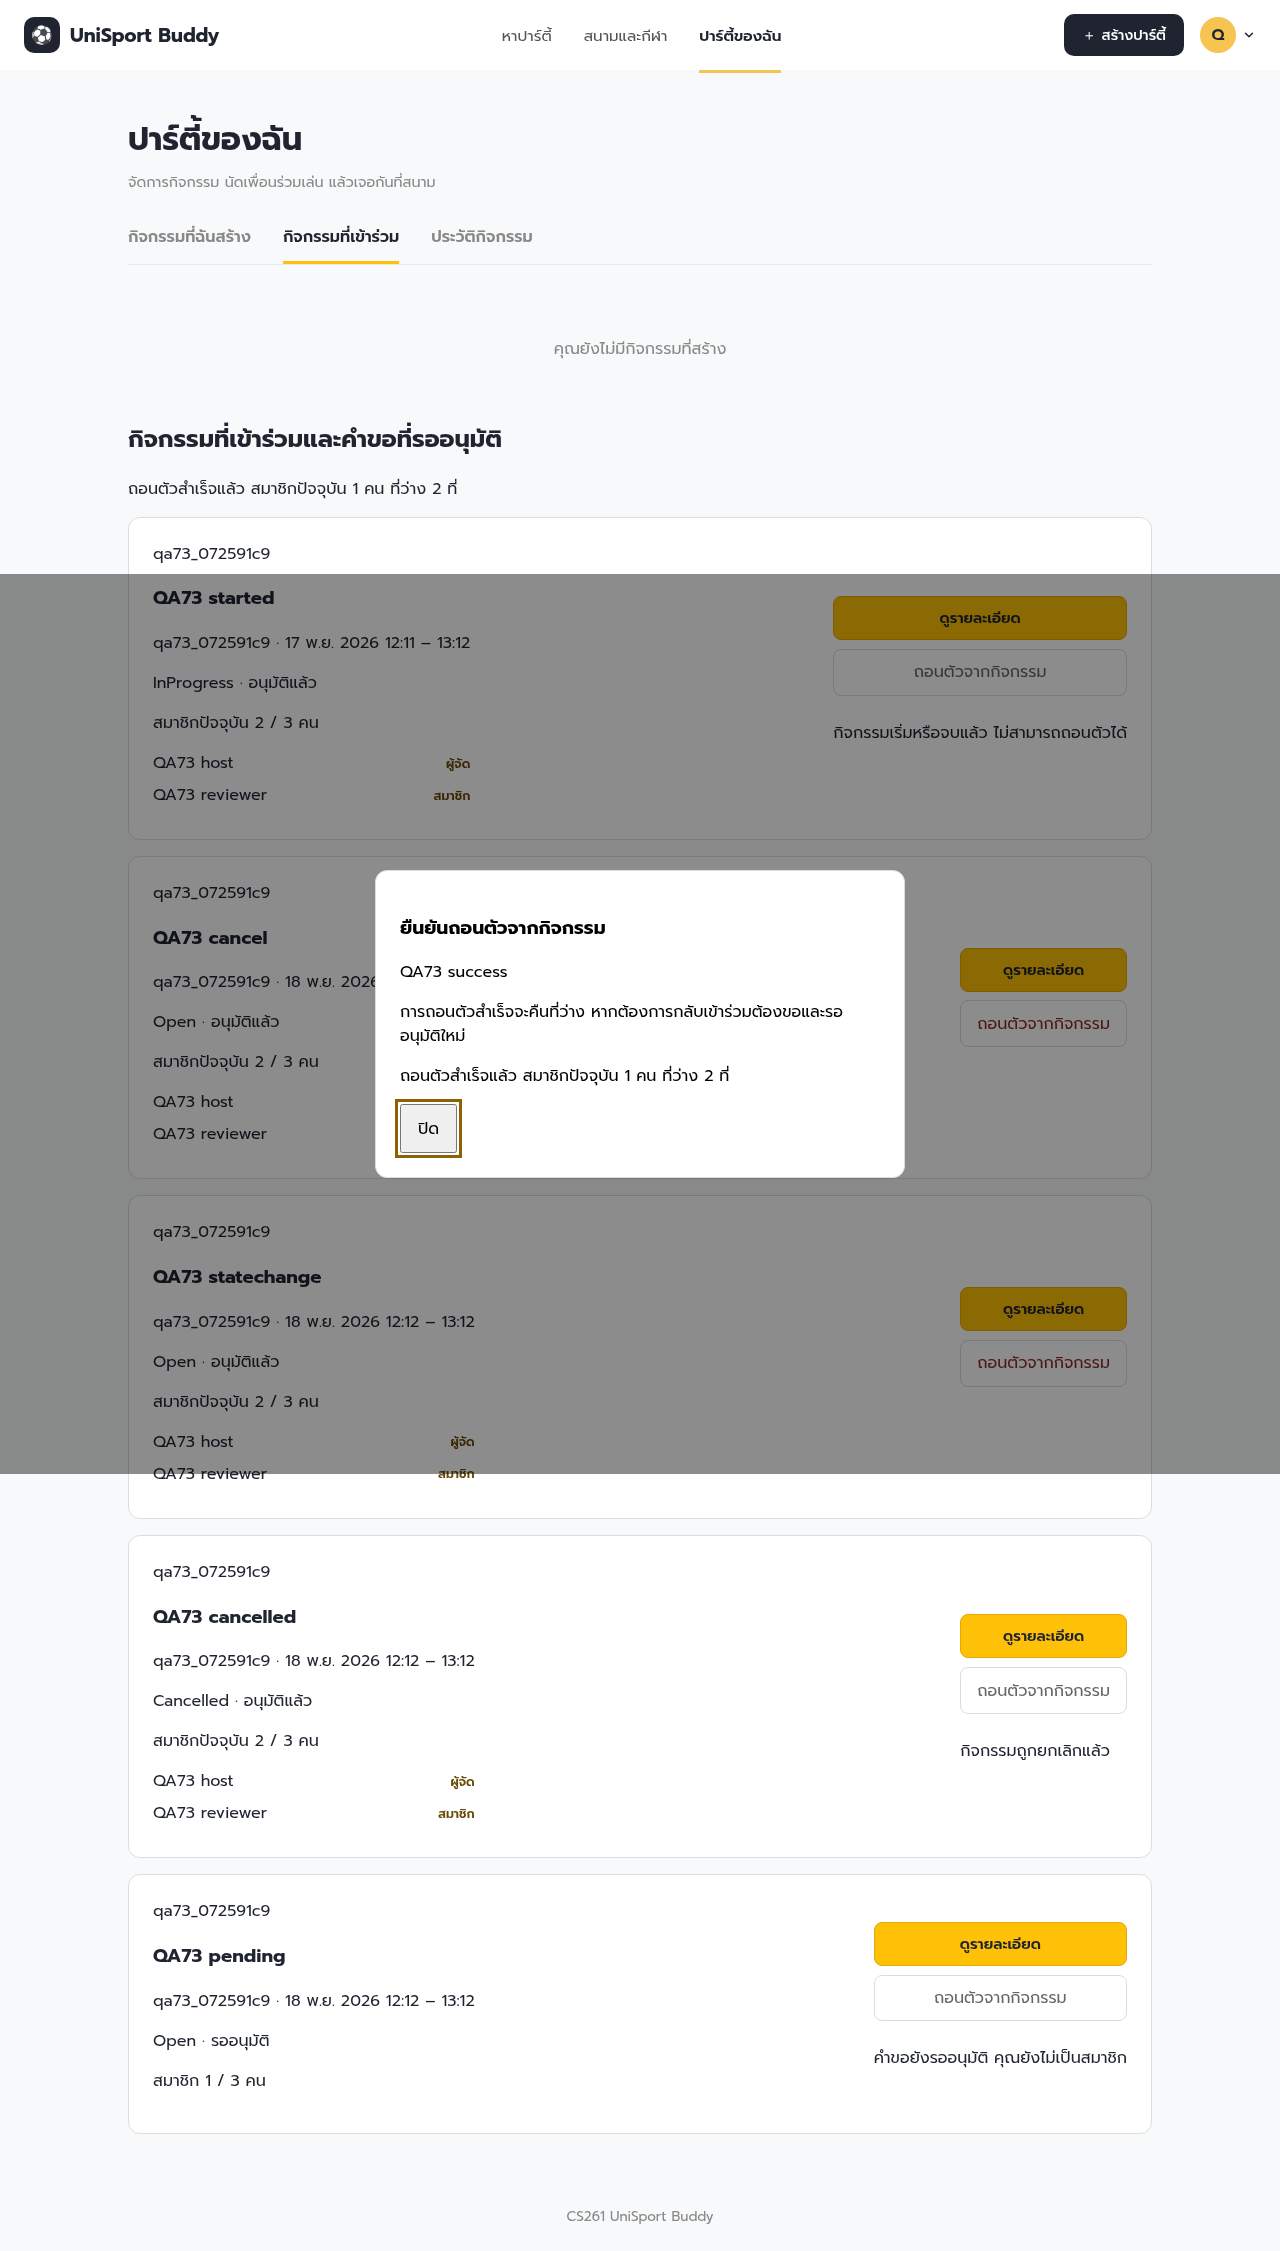 UniSport Buddy
หาปาร์ตี้
สนามและกีฬา
ปาร์ตี้ของฉัน
+ สร้างปาร์ตี้
Q
ปาร์ตี้ของฉัน
จัดการกิจกรรม นัดเพื่อนร่วมเล่น แล้วเจอกันที่สนาม
กิจกรรมที่ฉันสร้าง
กิจกรรมที่เข้าร่วม
ประวัติกิจกรรม
คุณยังไม่มีกิจกรรมที่สร้าง
กิจกรรมที่เข้าร่วมและคำขอที่รออนุมัติ
ถอนตัวสำเร็จแล้ว สมาชิกปัจจุบัน 1 คน ที่ว่าง 2 ที่
qa73_072591c9
QA73 started
qa73_072591c9 · 17 พ.ย. 2026 12:11 – 13:12
InProgress · อนุมัติแล้ว
สมาชิกปัจจุบัน 2 / 3 คน
QA73 host ผู้จัด
QA73 reviewer สมาชิก
ดูรายละเอียด
ถอนตัวจากกิจกรรม
กิจกรรมเริ่มหรือจบแล้ว ไม่สามารถถอนตัวได้
qa73_072591c9
QA73 cancel
qa73_072591c9 · 18 พ.ย. 2026
Open · อนุมัติแล้ว
สมาชิกปัจจุบัน 2 / 3 คน
QA73 host
QA73 reviewer
ดูรายละเอียด
ถอนตัวจากกิจกรรม
ยืนยันถอนตัวจากกิจกรรม
QA73 success
การถอนตัวสำเร็จจะคืนที่ว่าง หากต้องการกลับเข้าร่วมต้องขอและรอ
อนุมัติใหม่
ถอนตัวสำเร็จแล้ว สมาชิกปัจจุบัน 1 คน ที่ว่าง 2 ที่
ปิด
qa73_072591c9
QA73 statechange
qa73_072591c9 · 18 พ.ย. 2026 12:12 – 13:12
Open · อนุมัติแล้ว
สมาชิกปัจจุบัน 2 / 3 คน
QA73 host ผู้จัด
QA73 reviewer สมาชิก
ดูรายละเอียด
ถอนตัวจากกิจกรรม
qa73_072591c9
QA73 cancelled
qa73_072591c9 · 18 พ.ย. 2026 12:12 – 13:12
Cancelled · อนุมัติแล้ว
สมาชิกปัจจุบัน 2 / 3 คน
QA73 host ผู้จัด
QA73 reviewer สมาชิก
ดูรายละเอียด
ถอนตัวจากกิจกรรม
กิจกรรมถูกยกเลิกแล้ว
qa73_072591c9
QA73 pending
qa73_072591c9 · 18 พ.ย. 2026 12:12 – 13:12
Open · รออนุมัติ
สมาชิก 1 / 3 คน
ดูรายละเอียด
ถอนตัวจากกิจกรรม
คำขอยังรออนุมัติ คุณยังไม่เป็นสมาชิก
CS261 UniSport Buddy